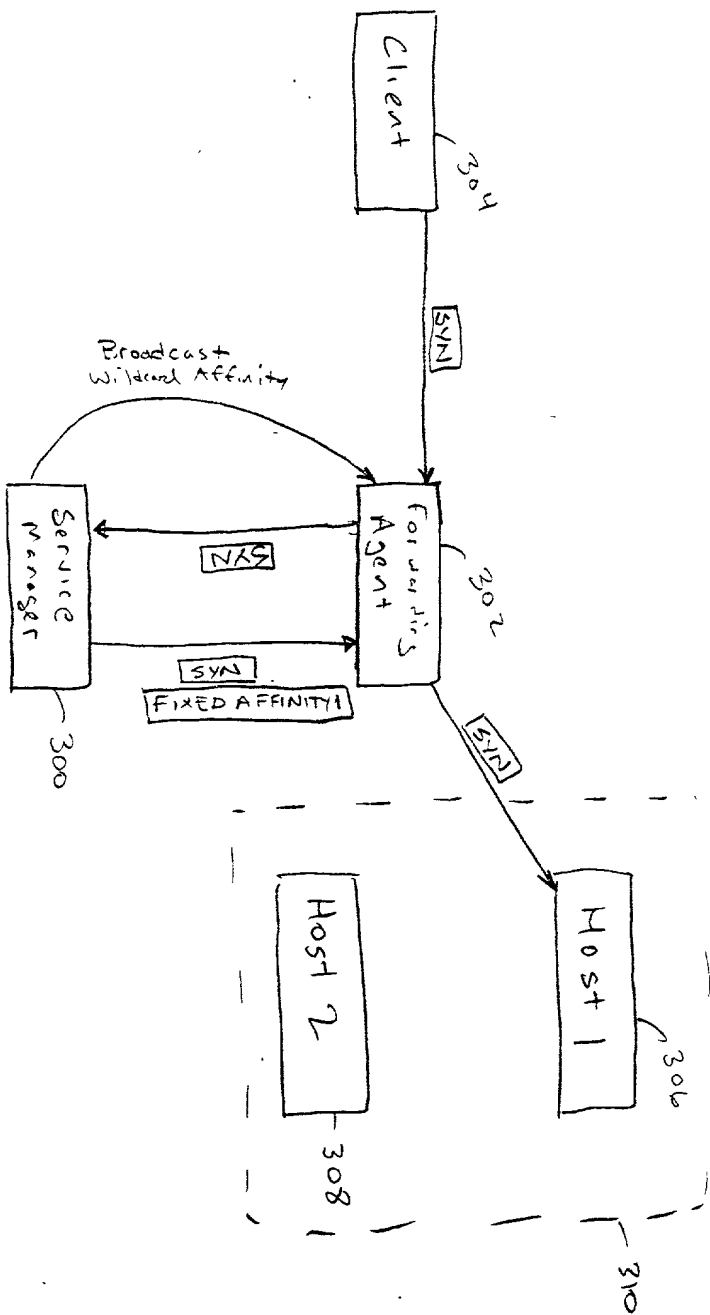 Client
304
SYN
Broadcast
Wildcard Affinity
Forwarding
Agent
302
SYN
SYN
FIXED AFFINITY
Service
Manager
300
SYN
Host 1
306
Host 2
308
310